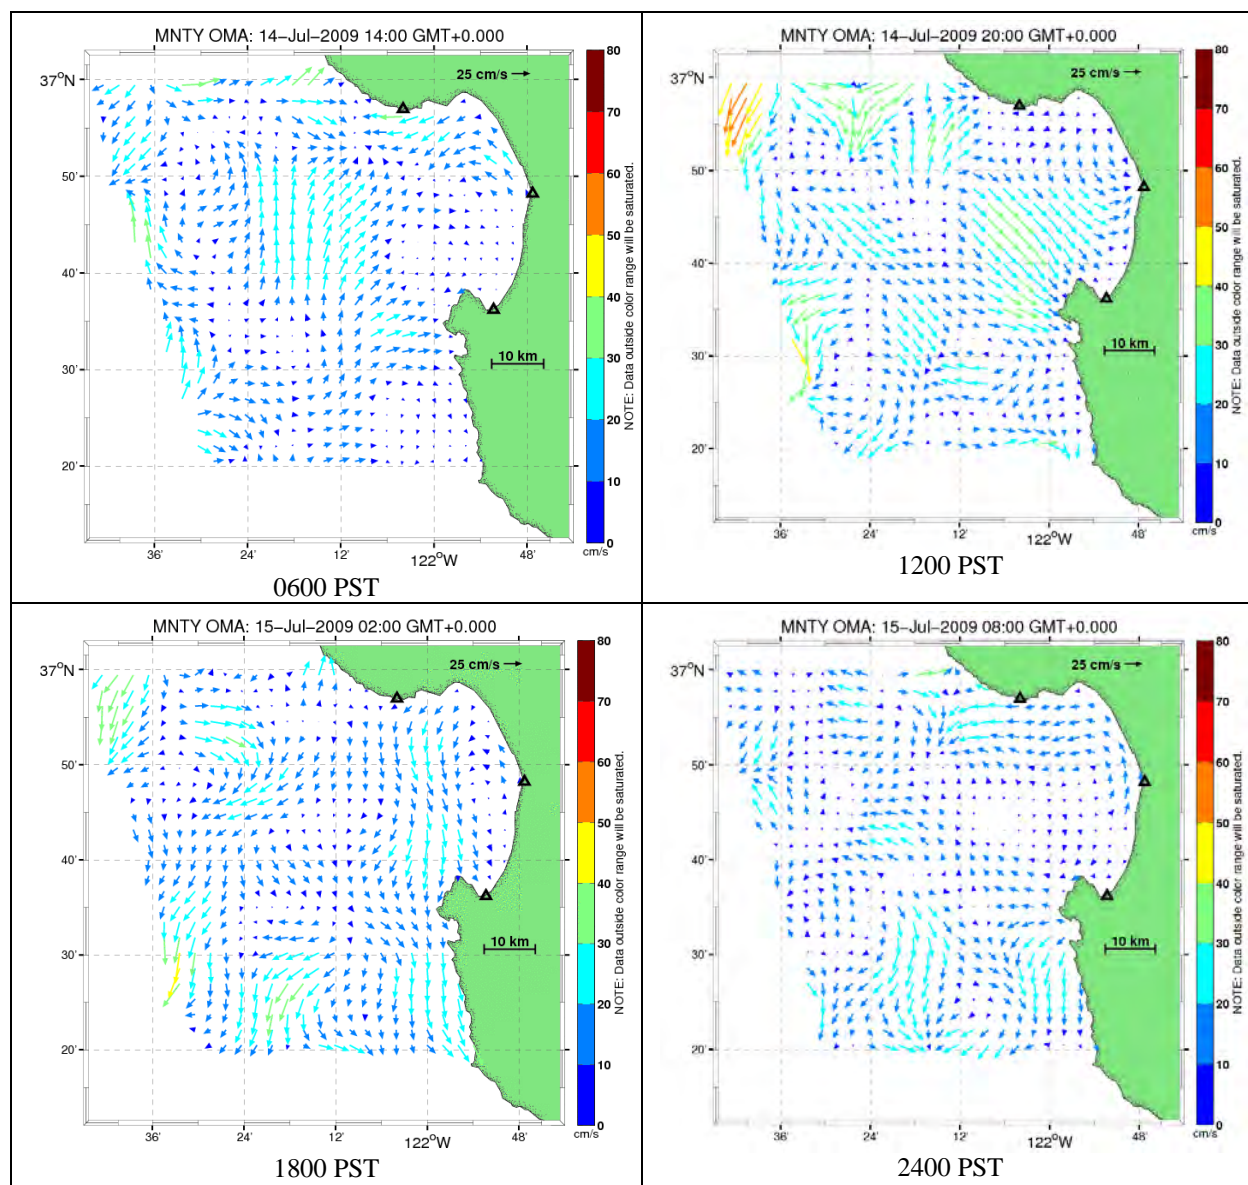 MNTY OMA: 14-Jul-2009 14:00 GMT+0.000
37°N
50'
40'
30'
20'
36'
24'
12'
122°W
48'
25 cm/s
10 km
80
70
60
50
40
30
20
10
0
cm/s
NOTE: Data outside color range will be saturated.
0600 PST
MNTY OMA: 14-Jul-2009 20:00 GMT+0.000
37°N
50'
40'
30'
20'
36'
24'
12'
122°W
48'
25 cm/s
10 km
80
70
60
50
40
30
20
10
0
cm/s
NOTE: Data outside color range will be saturated.
1200 PST
MNTY OMA: 15-Jul-2009 02:00 GMT+0.000
37°N
50'
40'
30'
20'
36'
24'
12'
122°W
48'
25 cm/s
10 km
80
70
60
50
40
30
20
10
0
cm/s
NOTE: Data outside color range will be saturated.
1800 PST
MNTY OMA: 15-Jul-2009 08:00 GMT+0.000
37°N
50'
40'
30'
20'
36'
24'
12'
122°W
48'
25 cm/s
10 km
80
70
60
50
40
30
20
10
0
cm/s
NOTE: Data outside color range will be saturated.
2400 PST